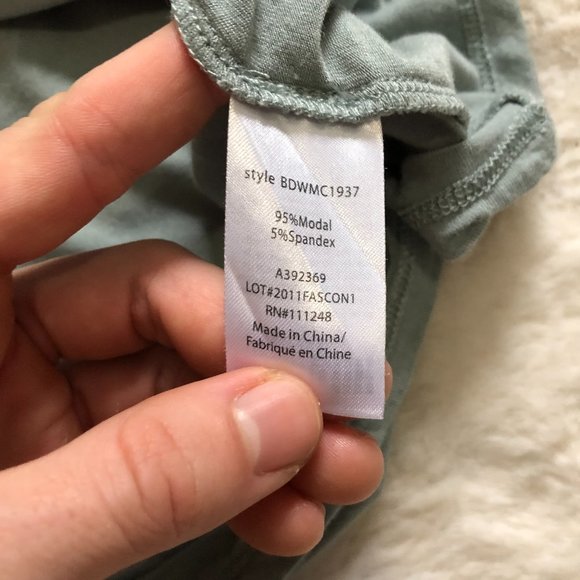 style BDWMC1937
95%Modal
5%Spandex
A392369
LOT#2011FASCON1
RN#111248
Made in China/
Fabriqué en Chine